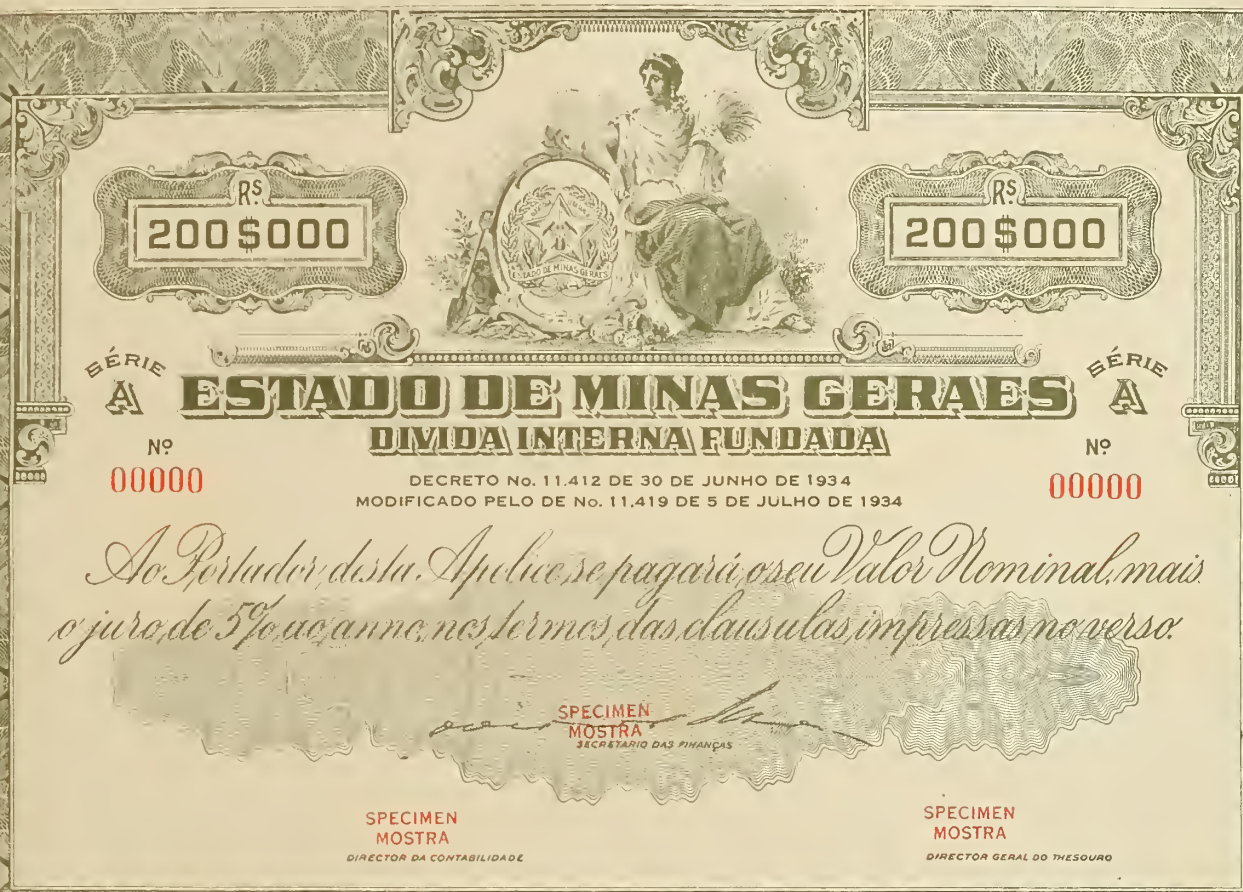 Rs
200$000
Rs
200$000
ESTADO DE MINAS GERAES
SÉRIE
A
ESTADO DE MINAS GERAES
SÉRIE
A
DIVIDA INTERNA FUNDADA
Nº
00000
Nº
00000
DECRETO No. 11.412 DE 30 DE JUNHO DE 1934
MODIFICADO PELO DE No. 11.419 DE 5 DE JULHO DE 1934
Ao Portador desta Apolice se pagará o seu Valor Nominal, mais
o juro de 5% ao anno, nos termos das clausulas impressas no verso.
SPECIMEN
MOSTRA
SECRETARIO DAS FINANÇAS
SPECIMEN
MOSTRA
DIRECTOR DA CONTABILIDADE
SPECIMEN
MOSTRA
DIRECTOR GERAL DO THESOURO